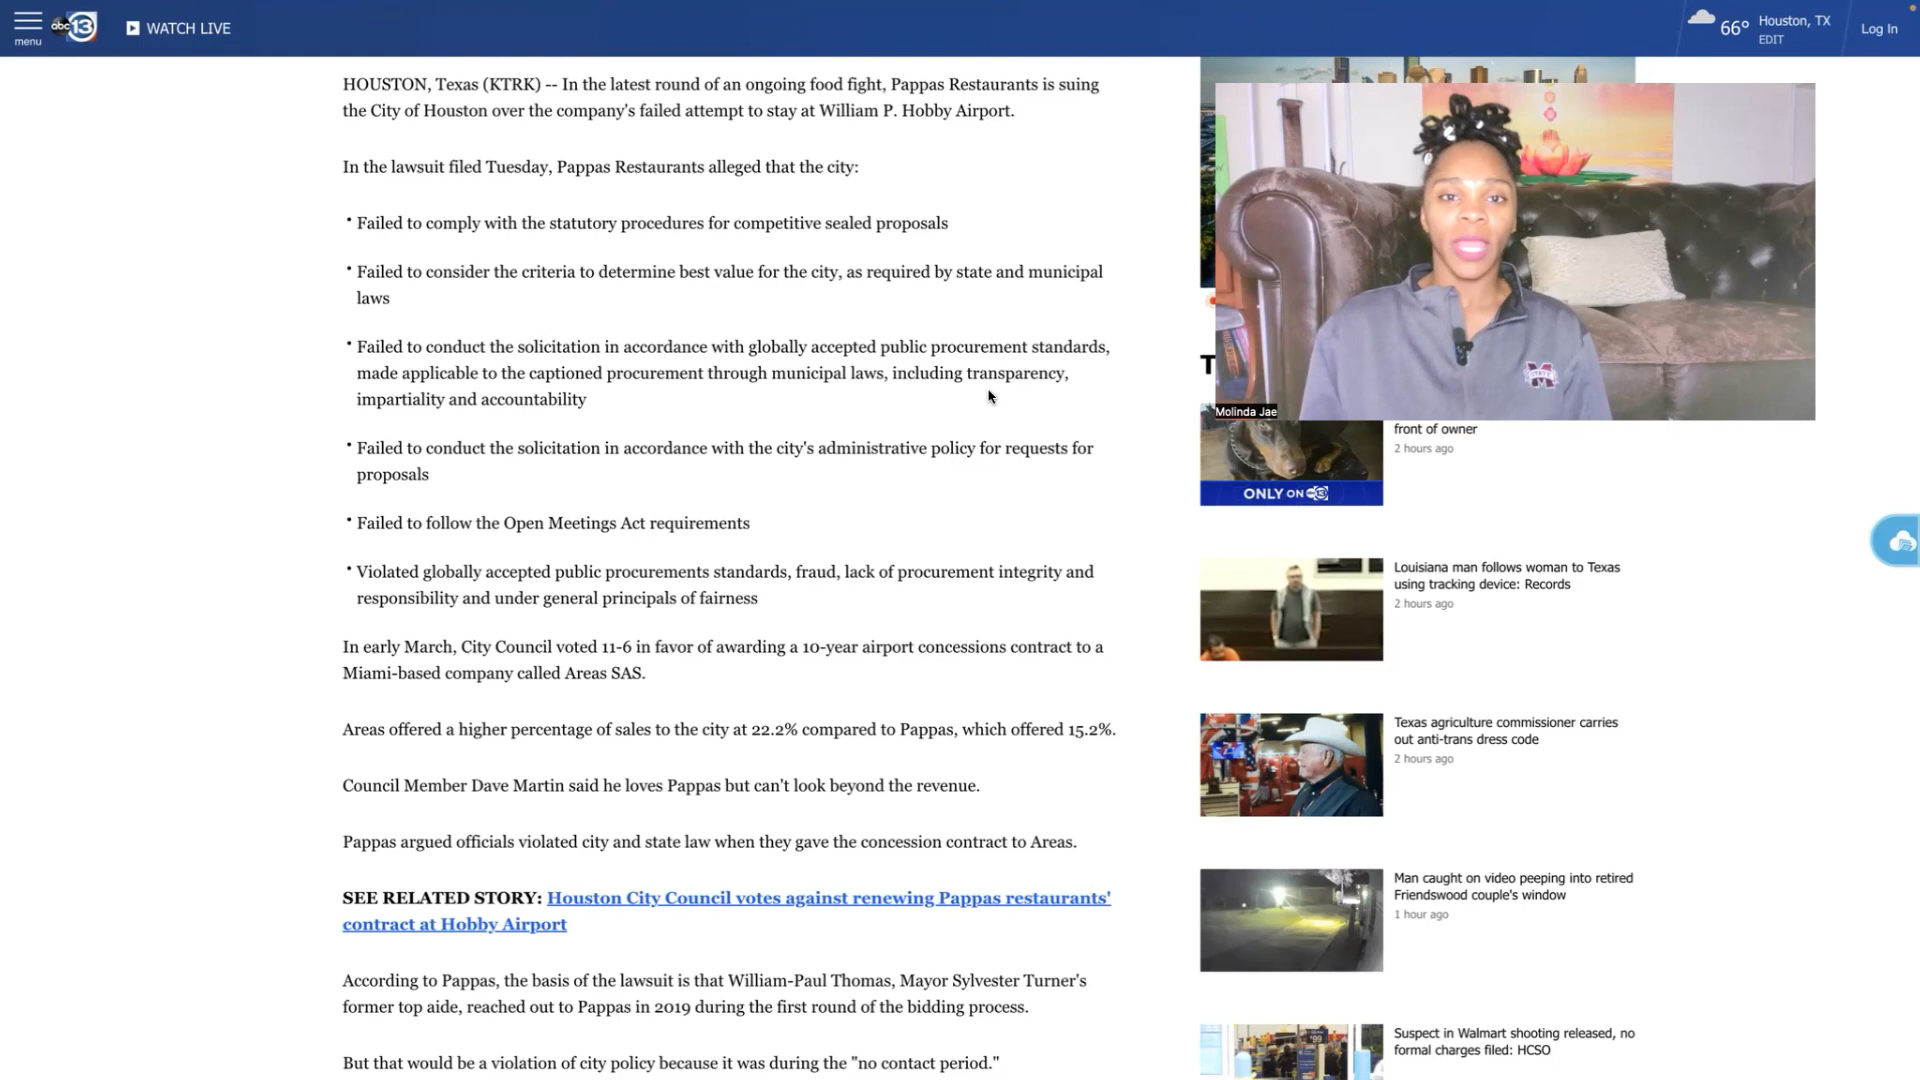 menu
abc 13
WATCH LIVE
66°
Houston, TX
EDIT
Log In
HOUSTON, Texas (KTRK) -- In the latest round of an ongoing food fight, Pappas Restaurants is suing
the City of Houston over the company's failed attempt to stay at William P. Hobby Airport.
In the lawsuit filed Tuesday, Pappas Restaurants alleged that the city:
• Failed to comply with the statutory procedures for competitive sealed proposals
• Failed to consider the criteria to determine best value for the city, as required by state and municipal
laws
• Failed to conduct the solicitation in accordance with globally accepted public procurement standards,
made applicable to the captioned procurement through municipal laws, including transparency,
impartiality and accountability
• Failed to conduct the solicitation in accordance with the city's administrative policy for requests for
proposals
• Failed to follow the Open Meetings Act requirements
• Violated globally accepted public procurements standards, fraud, lack of procurement integrity and
responsibility and under general principals of fairness
In early March, City Council voted 11-6 in favor of awarding a 10-year airport concessions contract to a
Miami-based company called Areas SAS.
Areas offered a higher percentage of sales to the city at 22.2% compared to Pappas, which offered 15.2%.
Council Member Dave Martin said he loves Pappas but can't look beyond the revenue.
Pappas argued officials violated city and state law when they gave the concession contract to Areas.
SEE RELATED STORY: Houston City Council votes against renewing Pappas restaurants'
contract at Hobby Airport
According to Pappas, the basis of the lawsuit is that William-Paul Thomas, Mayor Sylvester Turner's
former top aide, reached out to Pappas in 2019 during the first round of the bidding process.
But that would be a violation of city policy because it was during the "no contact period."
T
M
STATE
Molinda Jae
front of owner
2 hours ago
ONLY ON abc 13
Louisiana man follows woman to Texas
using tracking device: Records
2 hours ago
Texas agriculture commissioner carries
out anti-trans dress code
2 hours ago
Man caught on video peeping into retired
Friendswood couple's window
1 hour ago
Suspect in Walmart shooting released, no
formal charges filed: HCSO